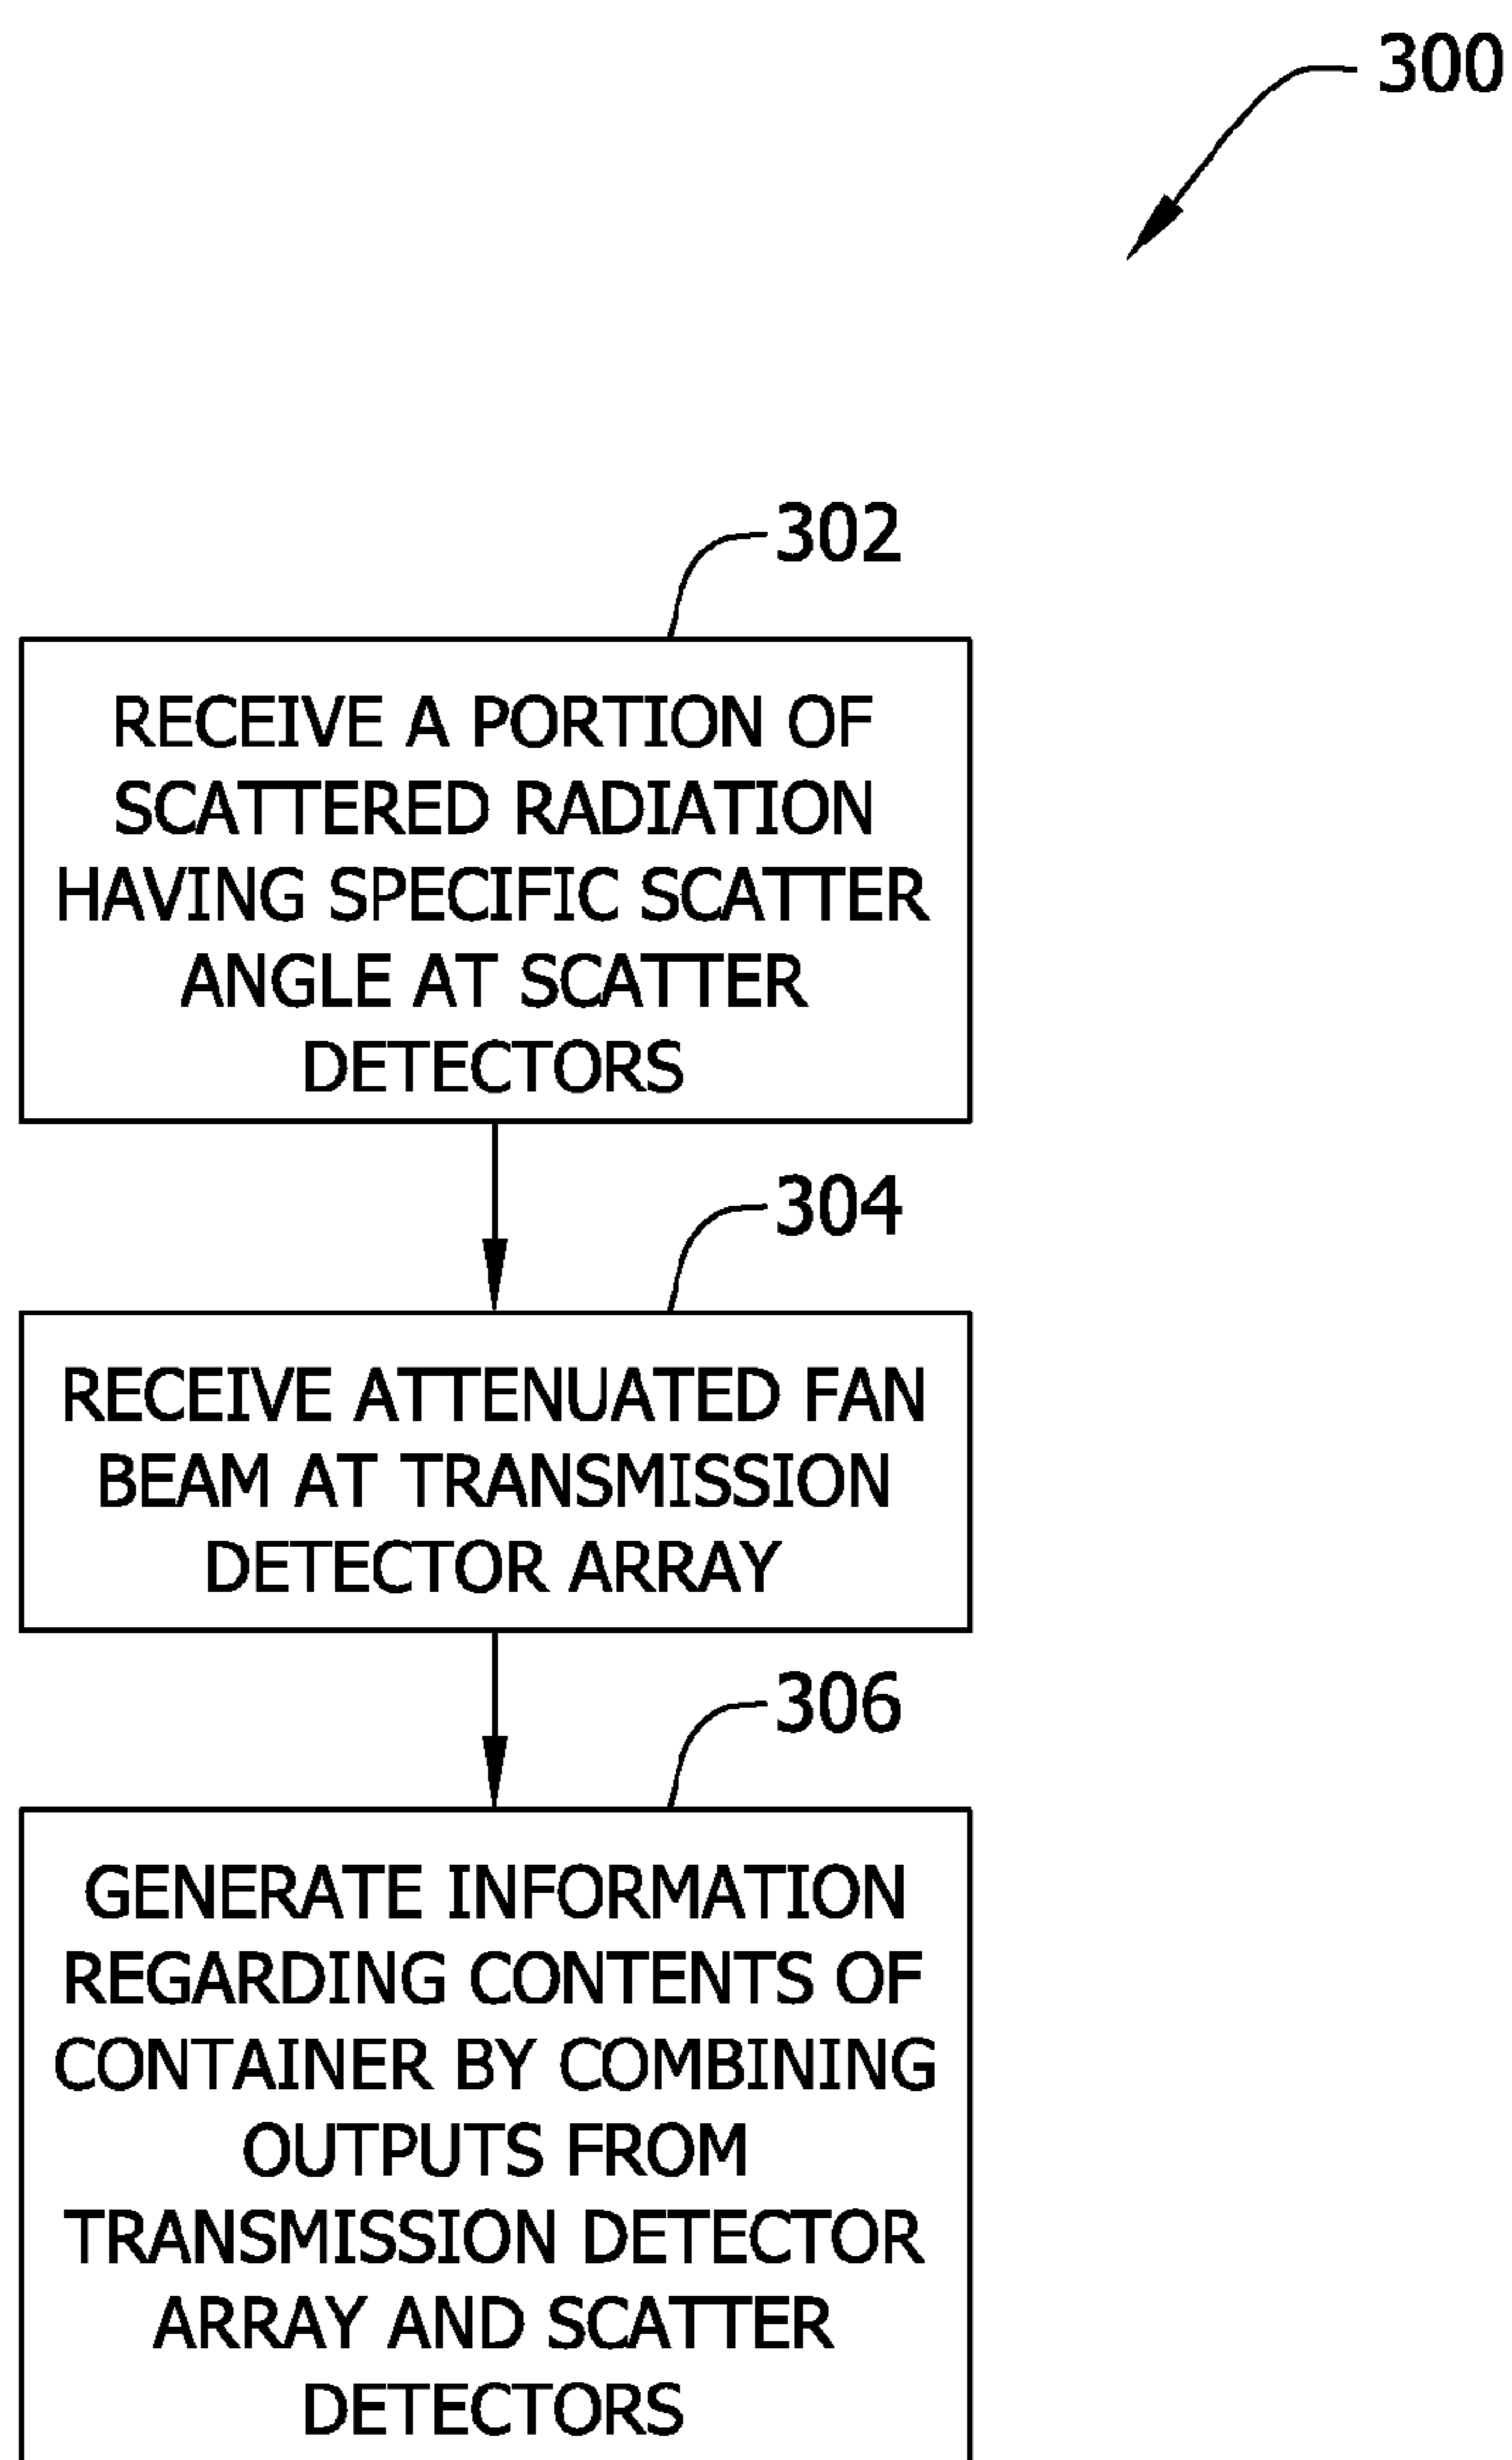 300
302
RECEIVE A PORTION OF
SCATTERED RADIATION
HAVING SPECIFIC SCATTER
ANGLE AT SCATTER
DETECTORS
304
RECEIVE ATTENUATED FAN
BEAM AT TRANSMISSION
DETECTOR ARRAY
306
GENERATE INFORMATION
REGARDING CONTENTS OF
CONTAINER BY COMBINING
OUTPUTS FROM
TRANSMISSION DETECTOR
ARRAY AND SCATTER
DETECTORS